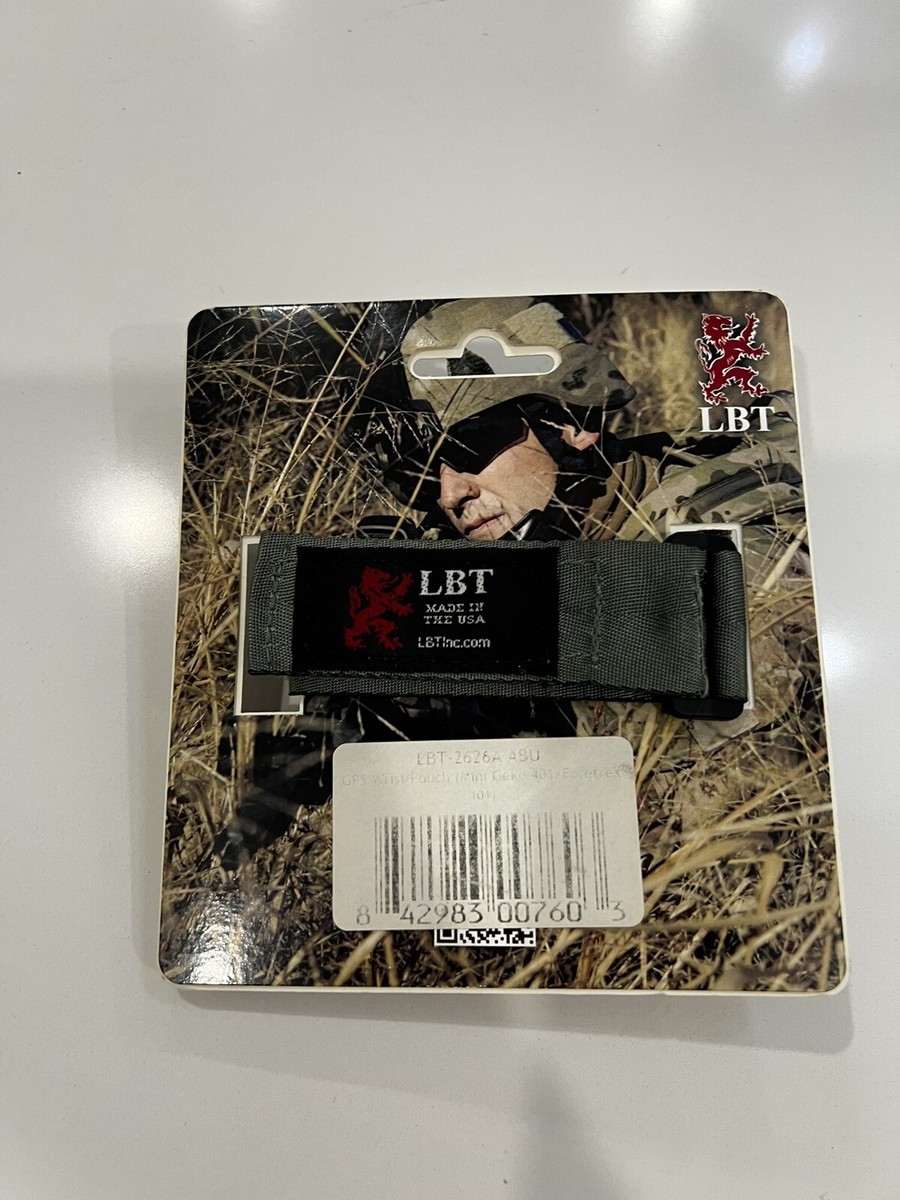 LBT
LBT
MADE IN
THE USA
LBTInc.com
LBT-2626A ABU
GPS Wrist Pouch (Mini Geko 401/Foretrex
101)
8 42983 00760 3